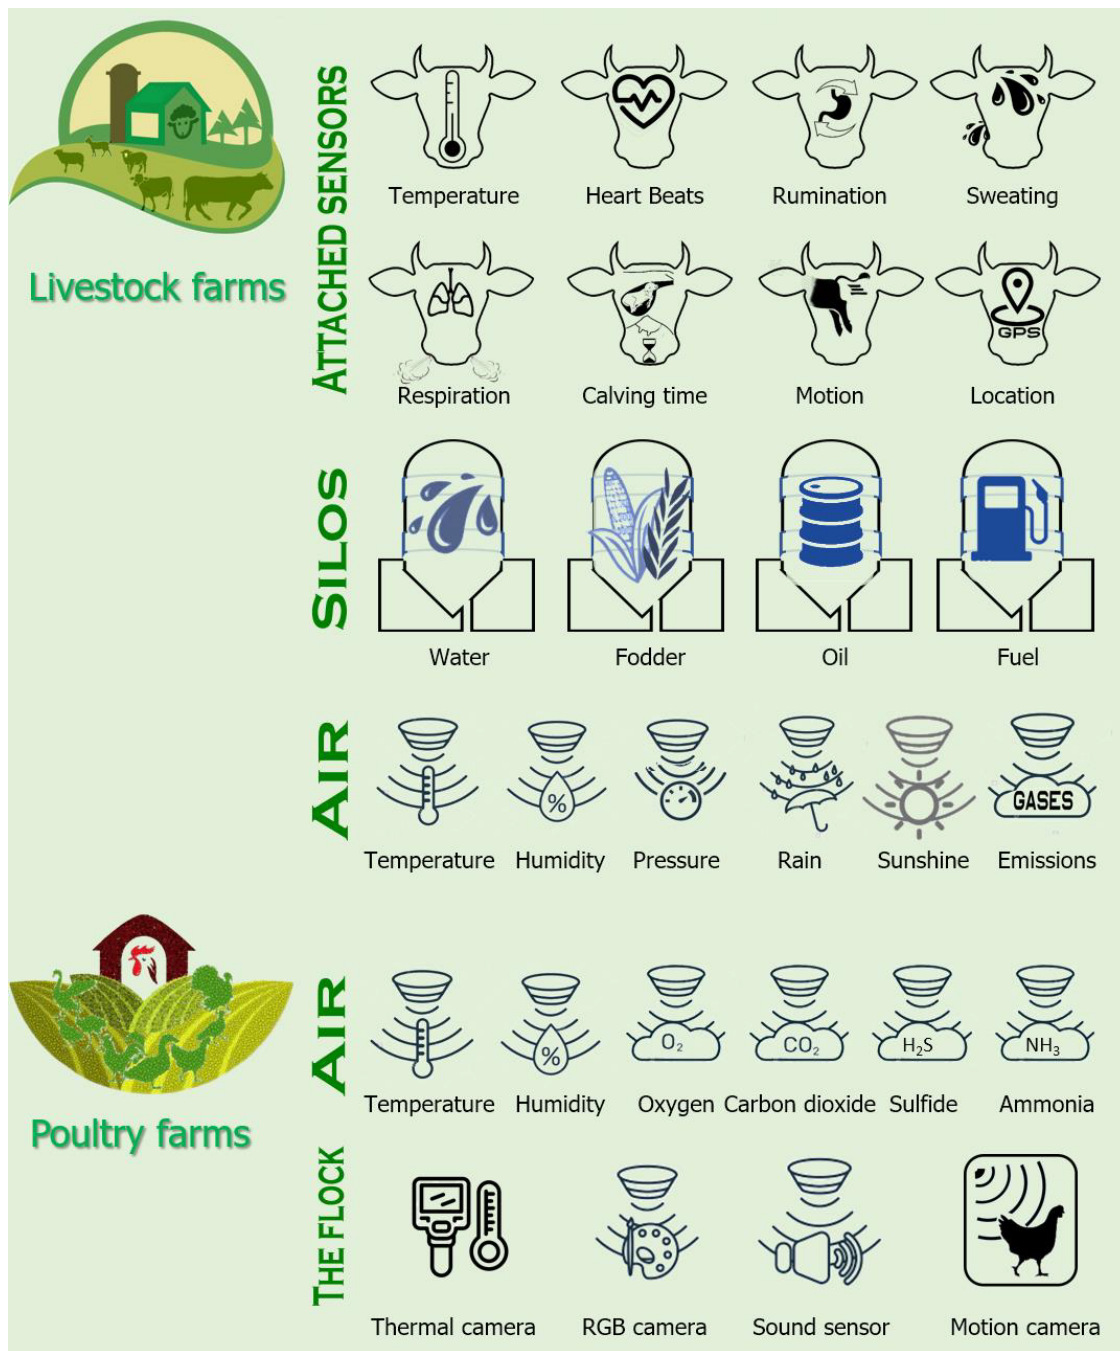 Livestock farms
ATTACHED SENSORS
Temperature
Heart Beats
Rumination
Sweating
GPS
Respiration
Calving time
Motion
Location
SILOS
Water
Fodder
Oil
Fuel
AIR
%
GASES
Temperature
Humidity
Pressure
Rain
Sunshine
Emissions
Poultry farms
AIR
%
O₂
CO₂
H₂S
NH₃
Temperature
Humidity
Oxygen
Carbon dioxide
Sulfide
Ammonia
THE FLOCK
Thermal camera
RGB camera
Sound sensor
Motion camera